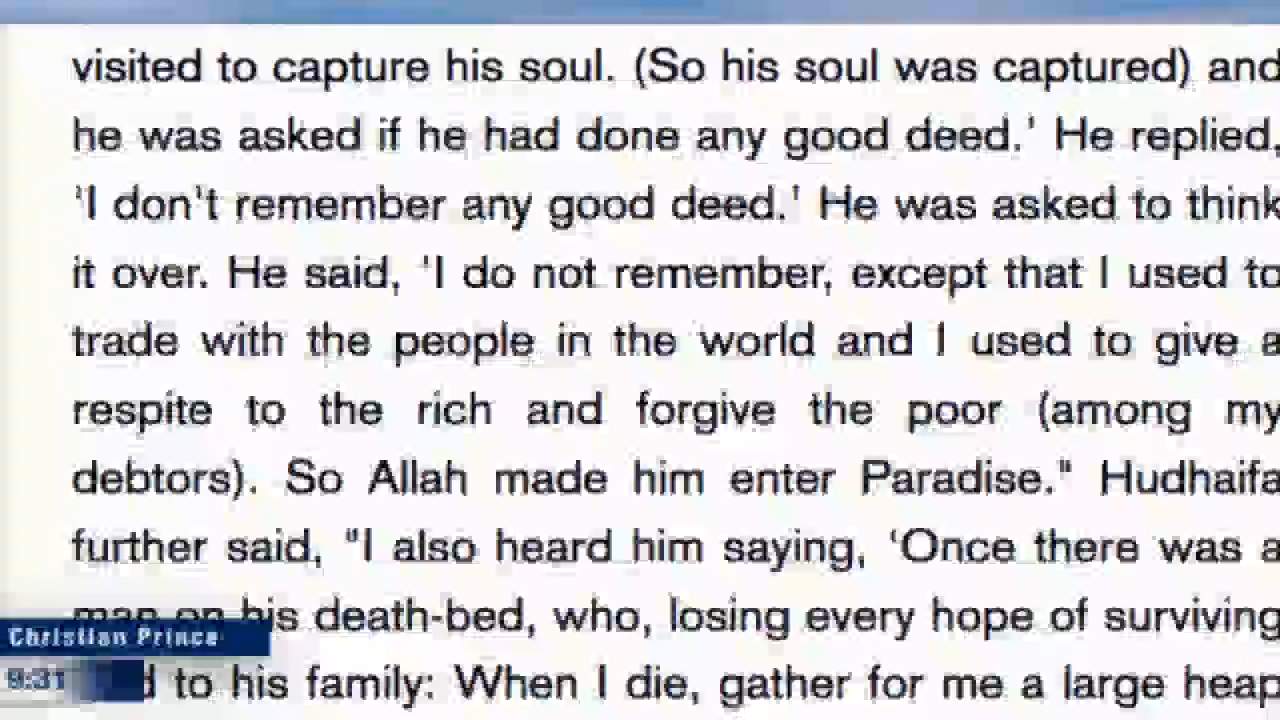 visited to capture his soul. (So his soul was captured) and
he was asked if he had done any good deed.' He replied,
'I don't remember any good deed.' He was asked to think
it over. He said, 'I do not remember, except that I used to
trade with the people in the world and I used to give a
respite to the rich and forgive the poor (among my
debtors). So Allah made him enter Paradise." Hudhaifa
further said, "I also heard him saying, 'Once there was a
man on his death-bed, who, losing every hope of surviving
Christian Prince
9:31
to his family: When I die, gather for me a large heap